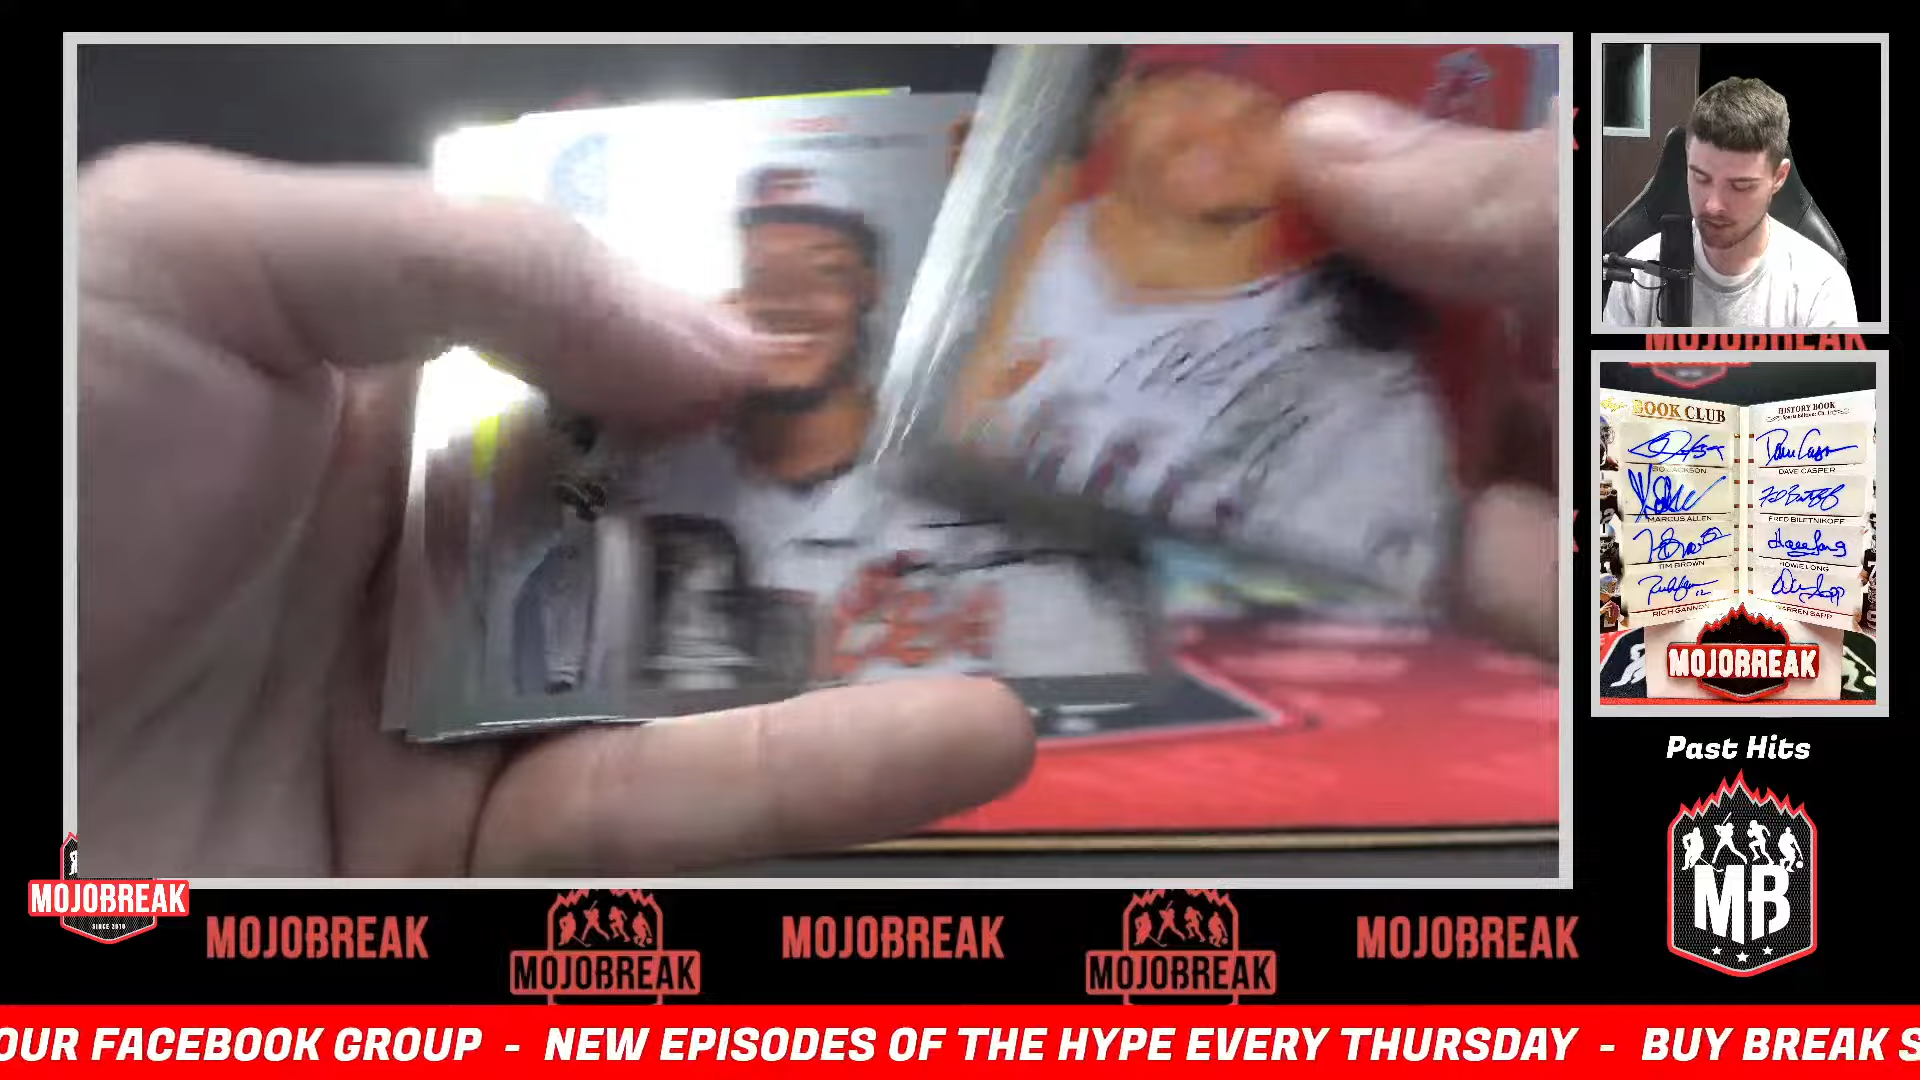 BOOK CLUB
HISTORY BOOK
BO JACKSON
DAVE CASPER
MARCUS ALLEN
FRED BILETNIKOFF
TIM BROWN
HOWIE LONG
RICH GANNON
WARREN SAPP
MOJOBREAK
Past Hits
MB
MOJOBREAK
SINCE 2010
MOJOBREAK
MOJOBREAK
MOJOBREAK
MOJOBREAK
MOJOBREAK
OUR FACEBOOK GROUP - NEW EPISODES OF THE HYPE EVERY THURSDAY - BUY BREAK S